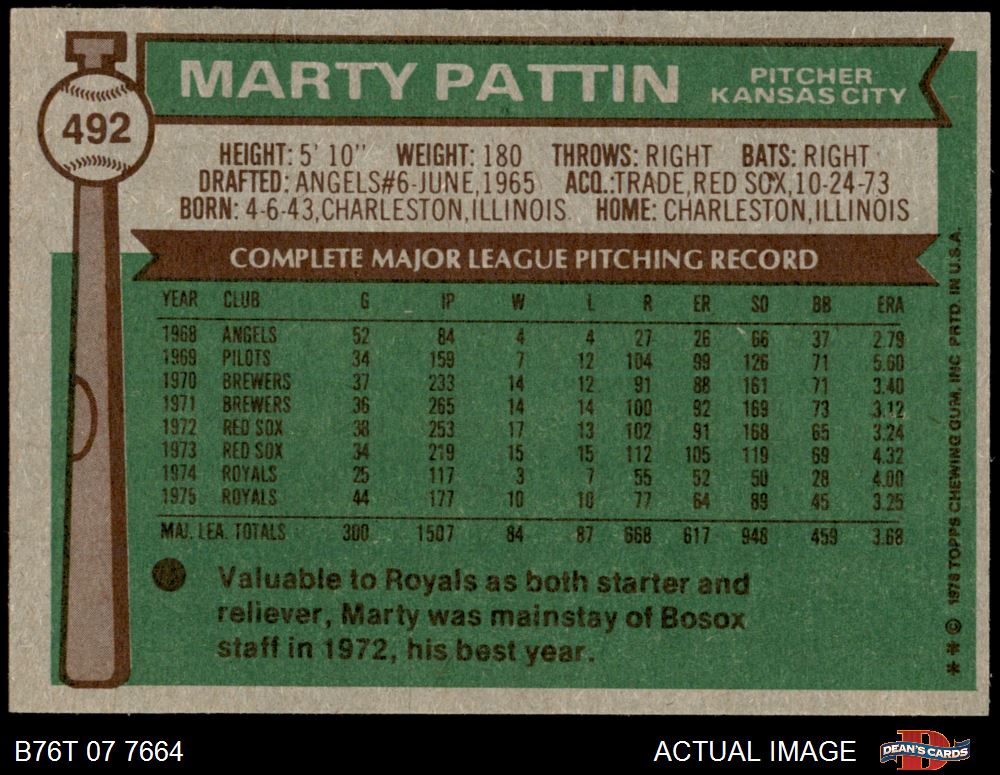 492
MARTY PATTIN
PITCHER
KANSAS CITY
HEIGHT: 5' 10" WEIGHT: 180 THROWS: RIGHT BATS: RIGHT
DRAFTED: ANGELS#6-JUNE,1965 ACQ.:TRADE,RED SOX,10-24-73
BORN: 4-6-43,CHARLESTON,ILLINOIS HOME: CHARLESTON,ILLINOIS
COMPLETE MAJOR LEAGUE PITCHING RECORD
YEAR CLUB G IP W L R ER SO BB ERA
1968 ANGELS 52 84 4 4 27 26 66 37 2.79
1969 PILOTS 34 159 7 12 104 99 126 71 5.60
1970 BREWERS 37 233 14 12 91 88 161 71 3.40
1971 BREWERS 36 265 14 14 100 92 169 73 3.12
1972 RED SOX 38 253 17 13 102 91 168 65 3.24
1973 RED SOX 34 219 15 15 112 105 119 69 4.32
1974 ROYALS 25 117 3 7 55 52 50 28 4.00
1975 ROYALS 44 177 10 10 77 64 89 45 3.25
MAJ. LEA. TOTALS 300 1507 84 87 668 617 948 459 3.68
Valuable to Royals as both starter and
reliever, Marty was mainstay of Bosox
staff in 1972, his best year.
* * © 1976 TOPPS CHEWING GUM, INC PRTD. IN U.S.A.
B76T 07 7664
ACTUAL IMAGE
D
DEAN'S CARDS